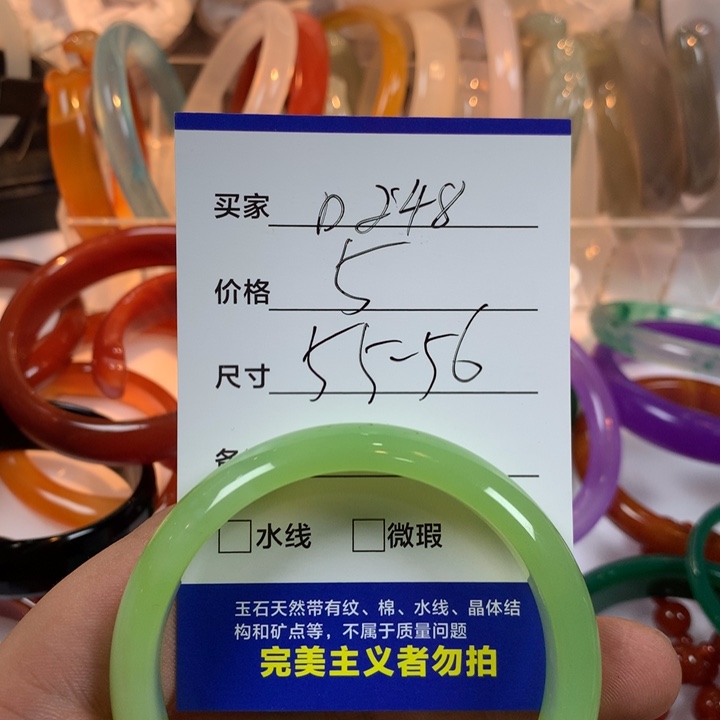 买家 D248
价格 5
尺寸 55-56
水线 微瑕
玉石天然带有纹、棉、水线、晶体结
构和矿点等，不属于质量问题
完美主义者勿拍